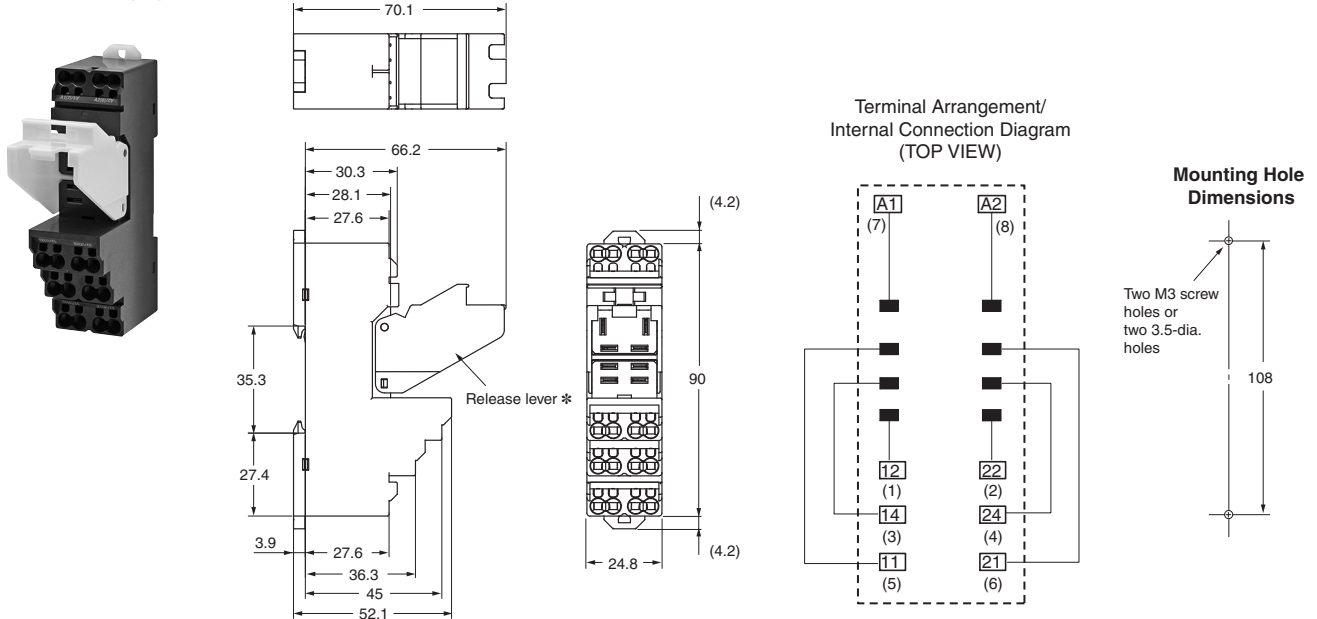 70.1
66.2
30.3
28.1
27.6
35.3
27.4
3.9
27.6
36.3
45
52.1
Release lever *
(4.2)
90
(4.2)
24.8
Terminal Arrangement/
Internal Connection Diagram
(TOP VIEW)
A1
A2
(7)
(8)
12
22
(1)
(2)
14
24
(3)
(4)
11
21
(5)
(6)
Mounting Hole
Dimensions
Two M3 screw
holes or
two 3.5-dia.
holes
108